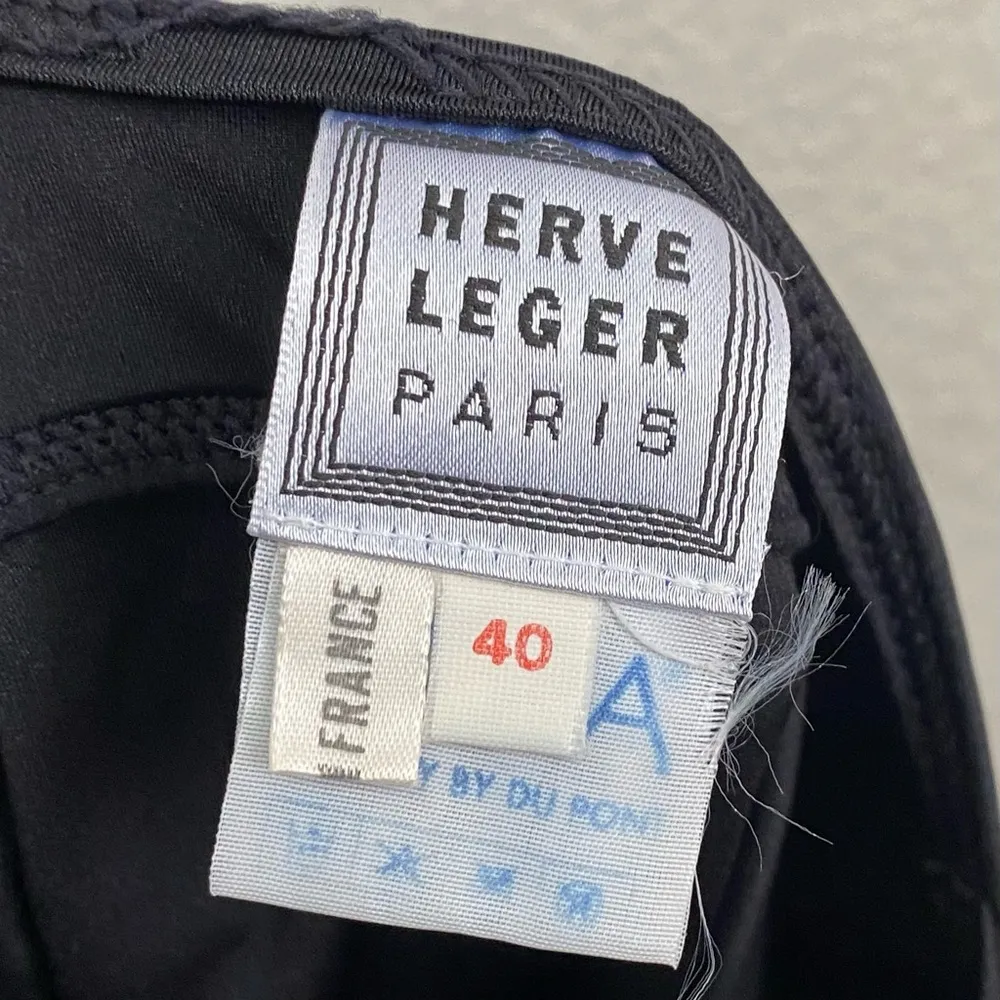 HERVE
LEGER
PARIS
FRANCE
40
A
BY DU PONT